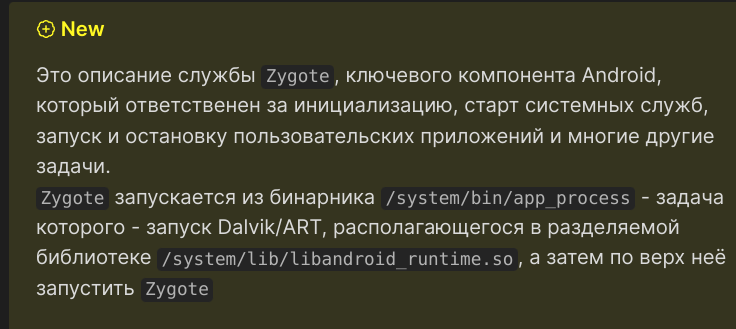 New
Это описание службы Zygote, ключевого компонента Android,
который ответственен за инициализацию, старт системных служб,
запуск и остановку пользовательских приложений и многие другие
задачи.
Zygote запускается из бинарника /system/bin/app_process - задача
которого - запуск Dalvik/ART, располагающегося в разделяемой
библиотеке /system/lib/libandroid_runtime.so, а затем по верх неё
запустить Zygote